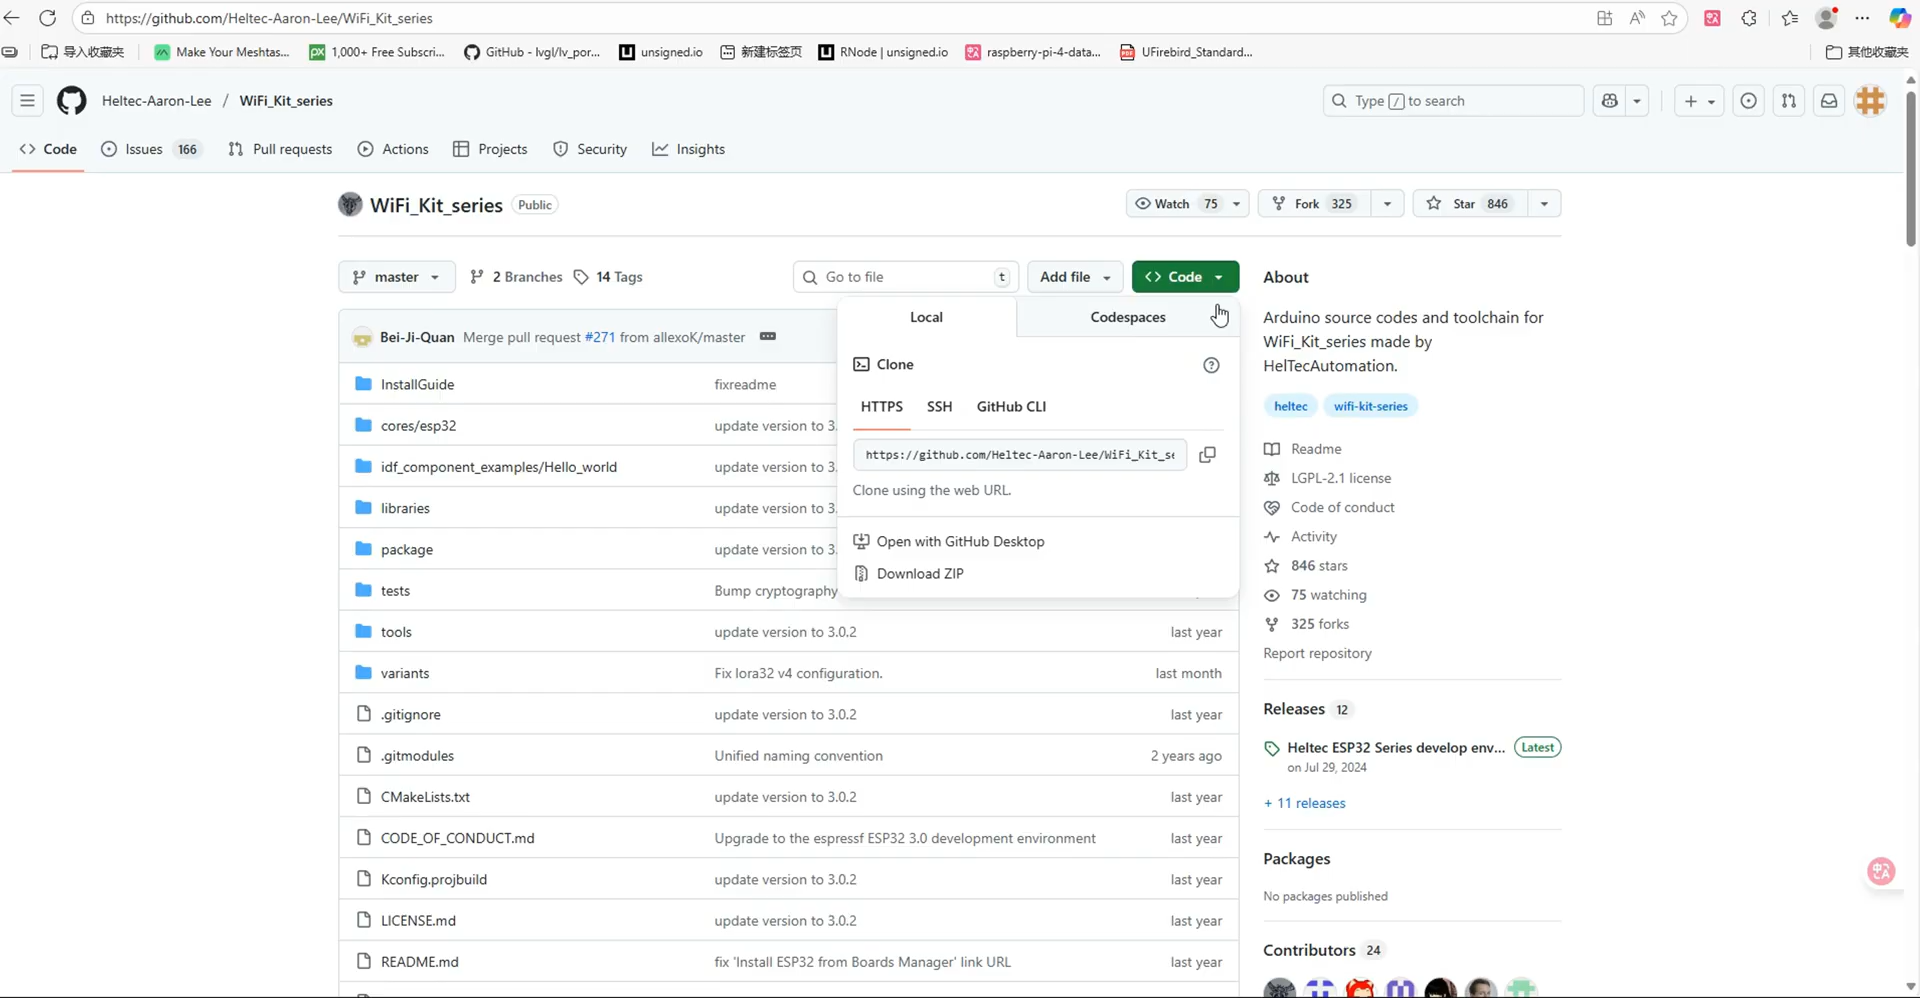 https://github.com/Heltec-Aaron-Lee/WiFi_Kit_series
导入收藏夹
Make Your Meshtas...
1,000+ Free Subscri...
GitHub - lvgl/lv_por...
unsigned.io
新建标签页
RNode | unsigned.io
raspberry-pi-4-data...
UFirebird_Standard...
其他收藏夹
Heltec-Aaron-Lee / WiFi_Kit_series
Type / to search
Code
Issues 166
Pull requests
Actions
Projects
Security
Insights
WiFi_Kit_series Public
Watch 75
Fork 325
Star 846
master
2 Branches
14 Tags
Go to file t
Add file
<> Code
Local
Codespaces
Clone
HTTPS
SSH
GitHub CLI
https://github.com/Heltec-Aaron-Lee/WiFi_Kit_se
Clone using the web URL.
Open with GitHub Desktop
Download ZIP
Bei-Ji-Quan Merge pull request #271 from allexoK/master
InstallGuide fixreadme
cores/esp32 update version to 3.
idf_component_examples/Hello_world update version to 3.
libraries update version to 3.
package update version to 3.
tests Bump cryptography
tools update version to 3.0.2 last year
variants Fix lora32 v4 configuration. last month
.gitignore update version to 3.0.2 last year
.gitmodules Unified naming convention 2 years ago
CMakeLists.txt update version to 3.0.2 last year
CODE_OF_CONDUCT.md Upgrade to the espressf ESP32 3.0 development environment last year
Kconfig.projbuild update version to 3.0.2 last year
LICENSE.md update version to 3.0.2 last year
README.md fix 'Install ESP32 from Boards Manager' link URL last year
About
Arduino source codes and toolchain for
WiFi_Kit_series made by
HelTecAutomation.
heltec wifi-kit-series
Readme
LGPL-2.1 license
Code of conduct
Activity
846 stars
75 watching
325 forks
Report repository
Releases 12
Heltec ESP32 Series develop env... Latest
on Jul 29, 2024
+ 11 releases
Packages
No packages published
Contributors 24